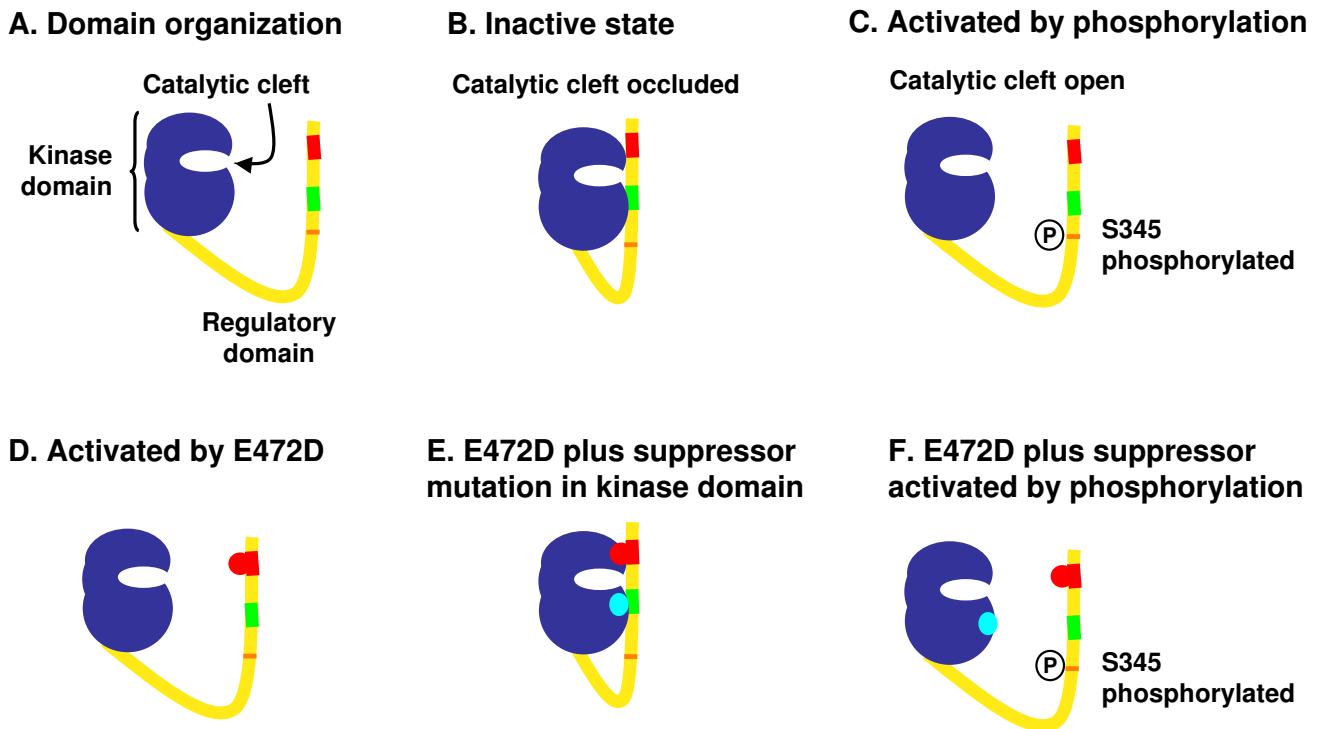 A. Domain organization
Catalytic cleft
Kinase
domain
Regulatory
domain
B. Inactive state
Catalytic cleft occluded
C. Activated by phosphorylation
Catalytic cleft open
P
S345
phosphorylated
D. Activated by E472D
E. E472D plus suppressor
mutation in kinase domain
F. E472D plus suppressor
activated by phosphorylation
P
S345
phosphorylated